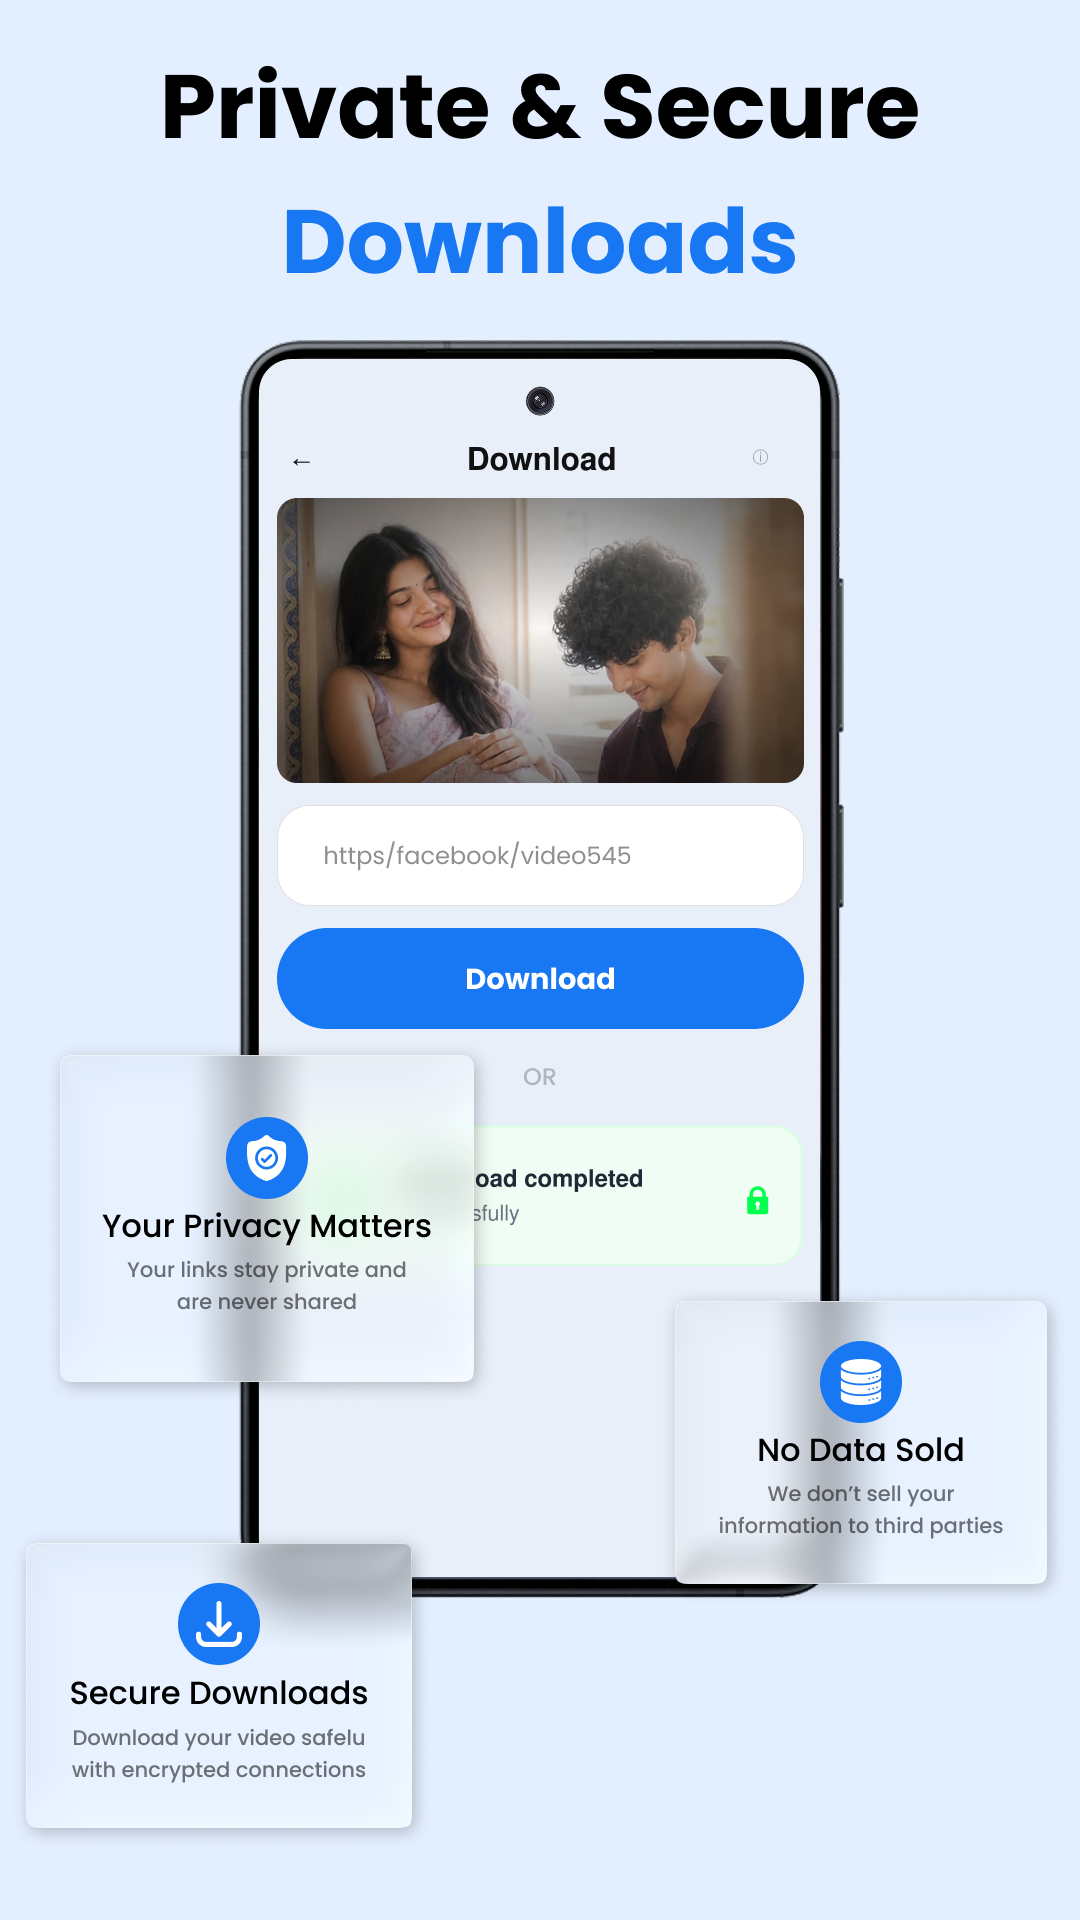 Private & Secure
Downloads
←
Download
https/facebook/video545
Download
OR
oad completed
sfully
Your Privacy Matters
Your links stay private and
are never shared
No Data Sold
We don’t sell your
information to third parties
Secure Downloads
Download your video safelu
with encrypted connections